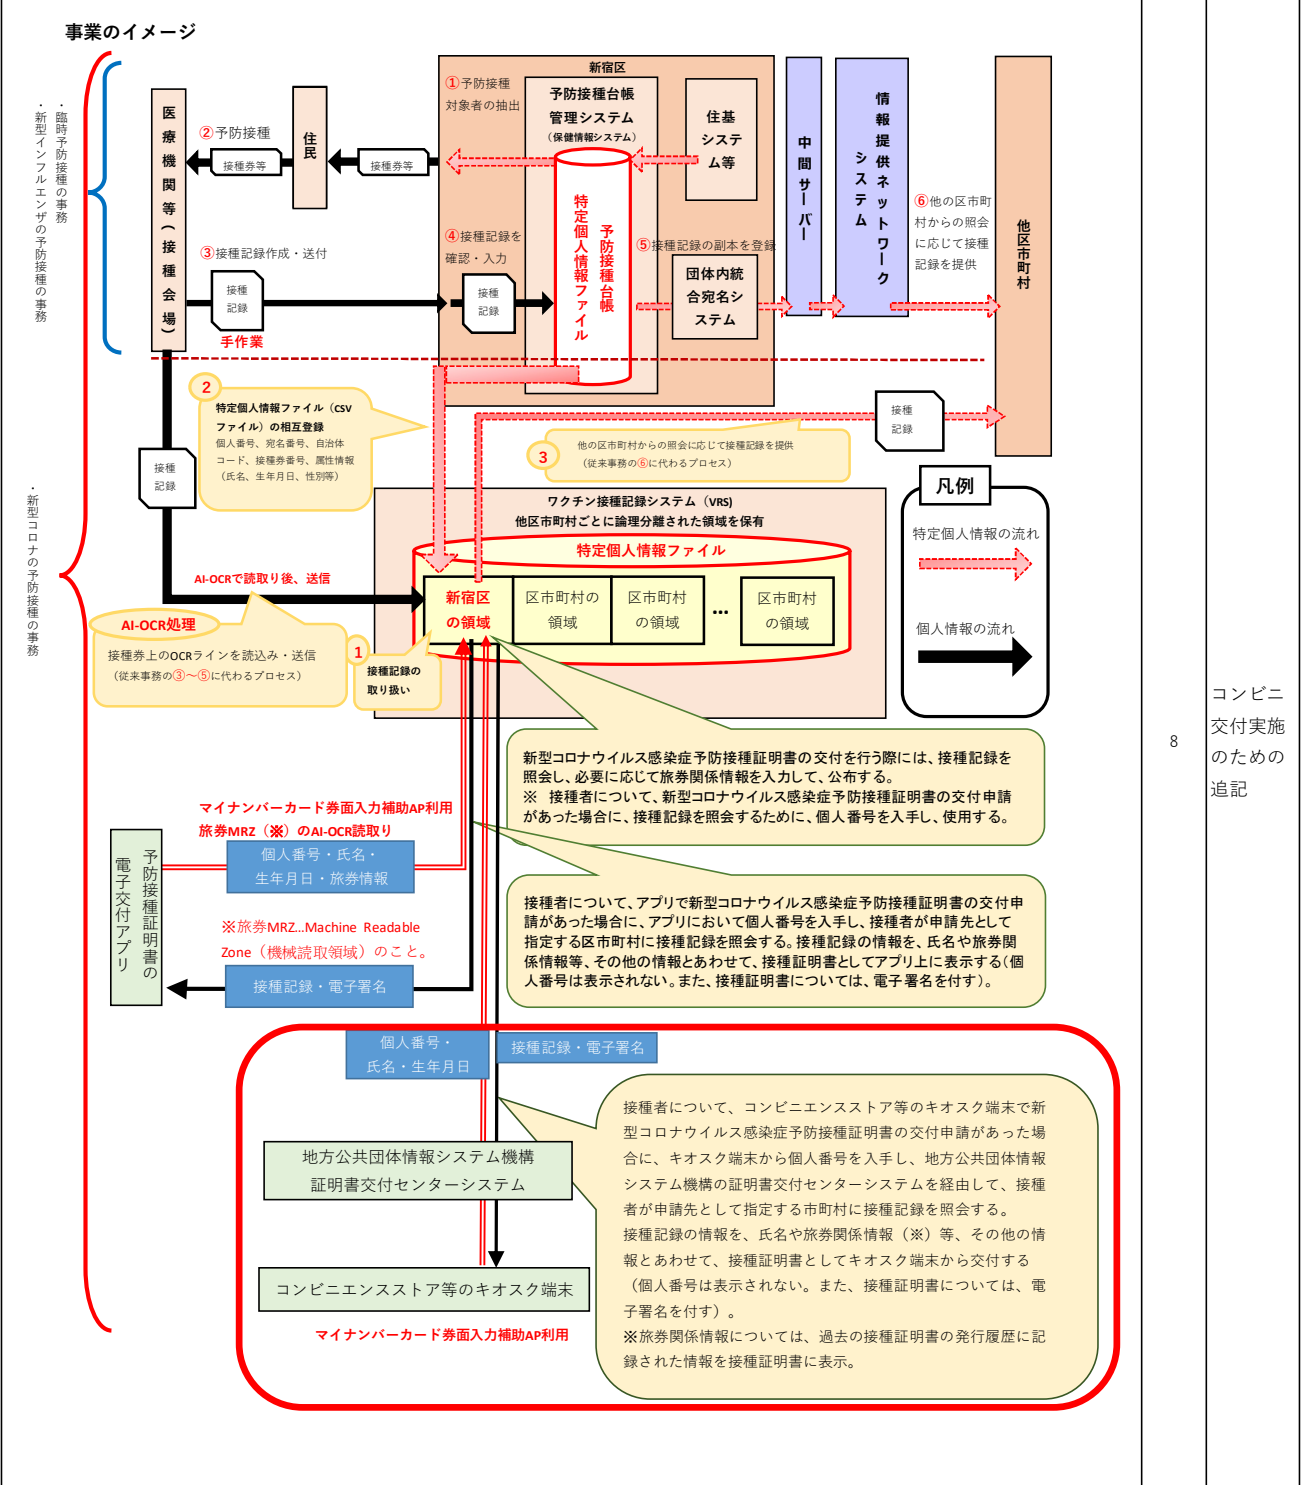 事業のイメージ
・臨時予防接種の事務
・新型インフルエンザの予防接種の事務
・新型コロナの予防接種の事務
医療機関等(接種会場)
②予防接種
接種券等
住民
接種券等
③接種記録作成・送付
接種
記録
手作業
新宿区
①予防接種
対象者の抽出
予防接種台帳
管理システム
(保健情報システム)
住基
システ
ム等
特定個人情報ファイル
予防接種台帳
④接種記録を
確認・入力
接種
記録
⑤接種記録の副本を登録
団体内統
合宛名シ
ステム
中間サーバー
情報提供ネットワーク
システム
⑥他の区市町
村からの照会
に応じて接種
記録を提供
他区市町村
2
特定個人情報ファイル(CSV
ファイル)の相互登録
個人番号、宛名番号、自治体
コード、接種券番号、属性情報
(氏名、生年月日、性別等)
接種
記録
3
他の区市町村からの照会に応じて接種記録を提供
(従来事務の⑥に代わるプロセス)
接種
記録
凡例
特定個人情報の流れ
個人情報の流れ
ワクチン接種記録システム(VRS)
他区市町村ごとに論理分離された領域を保有
特定個人情報ファイル
新宿区
の領域
区市町村の
領域
区市町村
の領域
…
区市町村
の領域
AI-OCRで読取り後、送信
AI-OCR処理
接種券上のOCRラインを読込み・送信
(従来事務の③～⑤に代わるプロセス)
1
接種記録の
取り扱い
新型コロナウイルス感染症予防接種証明書の交付を行う際には、接種記録を
照会し、必要に応じて旅券関係情報を入力して、公布する。
※ 接種者について、新型コロナウイルス感染症予防接種証明書の交付申請
があった場合に、接種記録を照会するために、個人番号を入手し、使用する。
マイナンバーカード券面入力補助AP利用
旅券MRZ(※)のAI-OCR読取り
予防接種証明書の
電子交付アプリ
個人番号・氏名・
生年月日・旅券情報
※旅券MRZ…Machine Readable
Zone(機械読取領域)のこと。
接種記録・電子署名
接種者について、アプリで新型コロナウイルス感染症予防接種証明書の交付申
請があった場合に、アプリにおいて個人番号を入手し、接種者が申請先として
指定する区市町村に接種記録を照会する。接種記録の情報を、氏名や旅券関
係情報等、その他の情報とあわせて、接種証明書としてアプリ上に表示する(個
人番号は表示されない。また、接種証明書については、電子署名を付す)。
個人番号・
氏名・生年月日
接種記録・電子署名
地方公共団体情報システム機構
証明書交付センターシステム
コンビニエンスストア等のキオスク端末
マイナンバーカード券面入力補助AP利用
接種者について、コンビニエンスストア等のキオスク端末で新
型コロナウイルス感染症予防接種証明書の交付申請があった場
合に、キオスク端末から個人番号を入手し、地方公共団体情報
システム機構の証明書交付センターシステムを経由して、接種
者が申請先として指定する市町村に接種記録を照会する。
接種記録の情報を、氏名や旅券関係情報(※)等、その他の情
報とあわせて、接種証明書としてキオスク端末から交付する
(個人番号は表示されない。また、接種証明書については、電
子署名を付す)。
※旅券関係情報については、過去の接種証明書の発行履歴に記
録された情報を接種証明書に表示。
8
コンビニ
交付実施
のための
追記